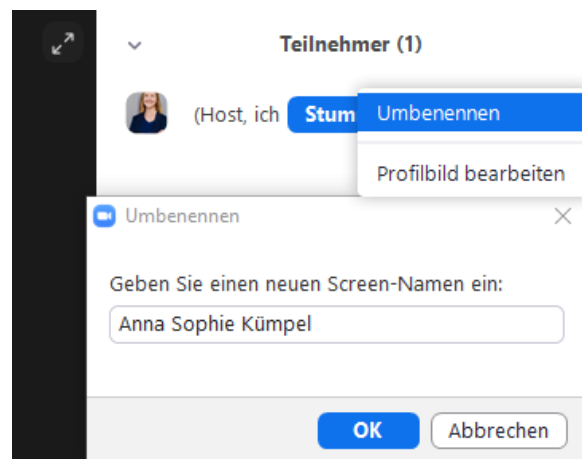 Teilnehmer (1)
(Host, ich Stum
Umbenennen
Profilbild bearbeiten
Umbenennen
Geben Sie einen neuen Screen-Namen ein:
Anna Sophie Kümpel
OK Abbrechen